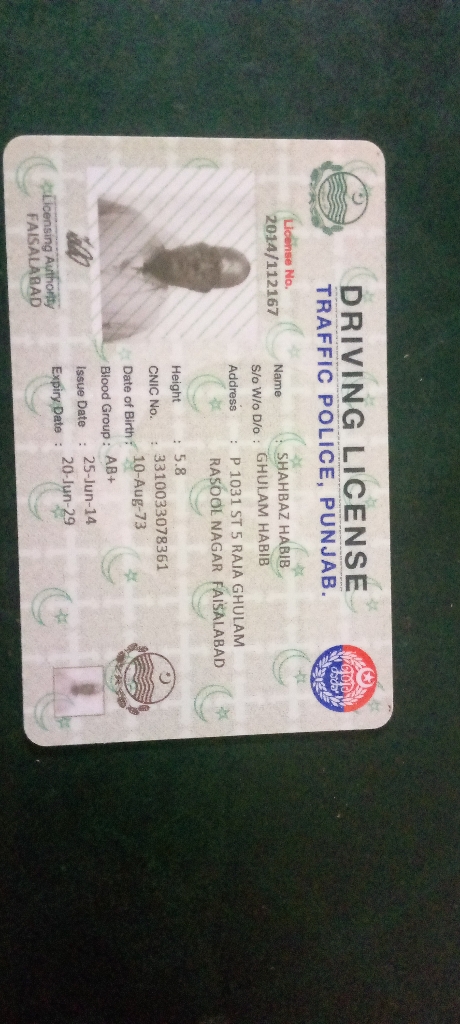 DRIVING LICENSE
TRAFFIC POLICE, PUNJAB.
License No.
2014/112167
Name : SHAHBAZ HABIB
S/o W/o D/o : GHULAM HABIB
Address : P 1031 ST 5 RAJA GHULAM
RASOOL NAGAR FAISALABAD
Height : 5.8
CNIC No. : 3310033078361
Date of Birth : 10-Aug-73
Blood Group : AB+
Issue Date : 25-Jun-14
Expiry Date : 20-Jun-29
Licensing Authority
FAISALABAD